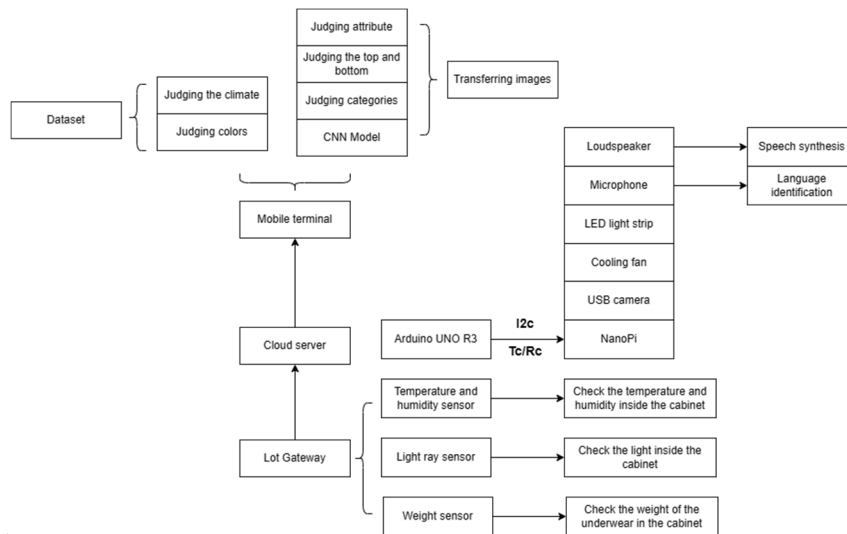 Judging attribute
Judging the top and
bottom
Judging categories
CNN Model
Transferring images
Judging the climate
Judging colors
Dataset
Loudspeaker
Microphone
LED light strip
Cooling fan
USB camera
NanoPi
Speech synthesis
Language
identification
Mobile terminal
Cloud server
Arduino UNO R3
I2c
Tc/Rc
Lot Gateway
Temperature and
humidity sensor
Check the temperature and
humidity inside the cabinet
Light ray sensor
Check the light inside the
cabinet
Weight sensor
Check the weight of the
underwear in the cabinet